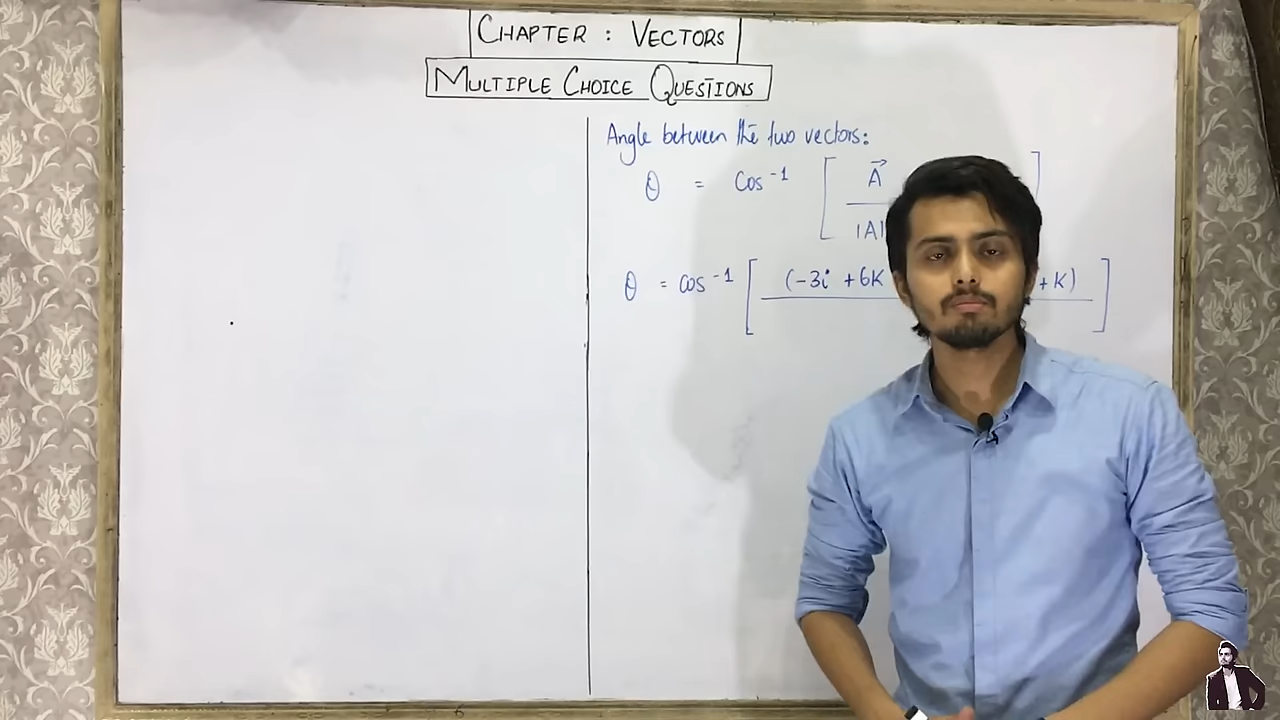 CHAPTER : VECTORS
MULTIPLE CHOICE QUESTIONS
Angle between the two vectors:
θ = Cos⁻¹ [ A⃗ / |A| ]
θ = cos⁻¹ [ (-3i + 6K + K) ]